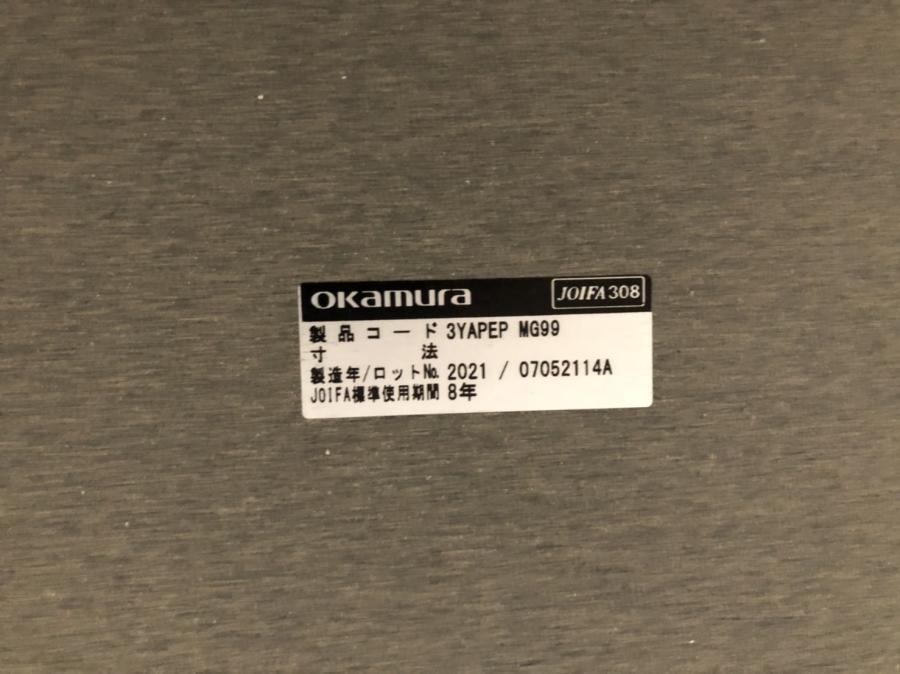 okamura JOIFA308
製品コード 3YAPEP MG99
寸法
製造年/ロットNo. 2021 / 07052114A
JOIFA標準使用期間 8年